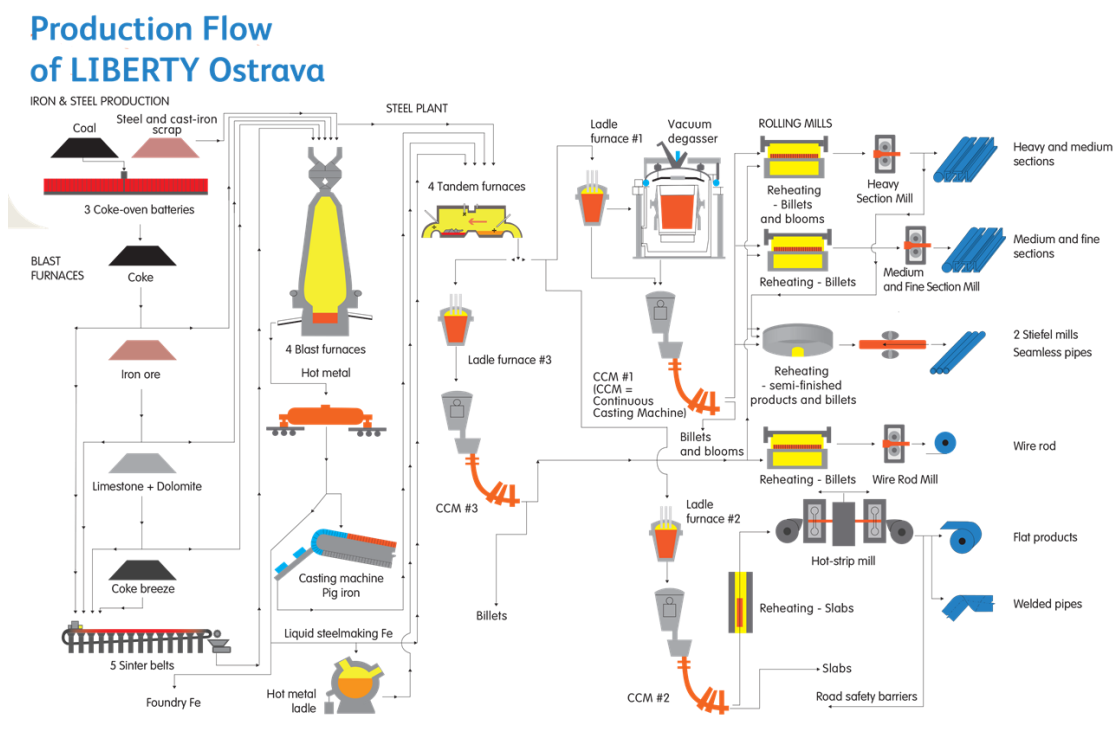 Production Flow
of LIBERTY Ostrava
IRON & STEEL PRODUCTION
Coal
Steel and cast-iron
scrap
3 Coke-oven batteries
BLAST
FURNACES
Coke
Iron ore
Limestone + Dolomite
Coke breeze
5 Sinter belts
Foundry Fe
4 Blast furnaces
Hot metal
Casting machine
Pig iron
Liquid steelmaking Fe
Hot metal
ladle
STEEL PLANT
4 Tandem furnaces
Ladle furnace #3
CCM #3
Billets
Ladle
furnace #1
Vacuum
degasser
CCM #1
(CCM =
Continuous
Casting Machine)
Billets
and blooms
Ladle
furnace #2
CCM #2
Slabs
Road safety barriers
ROLLING MILLS
Reheating
- Billets
and blooms
Heavy
Section Mill
Heavy and medium
sections
Reheating - Billets
Medium
and Fine Section Mill
Medium and fine
sections
Reheating
- semi-finished
products and billets
2 Stiefel mills
Seamless pipes
Reheating - Billets
Wire Rod Mill
Wire rod
Hot-strip mill
Flat products
Reheating - Slabs
Welded pipes